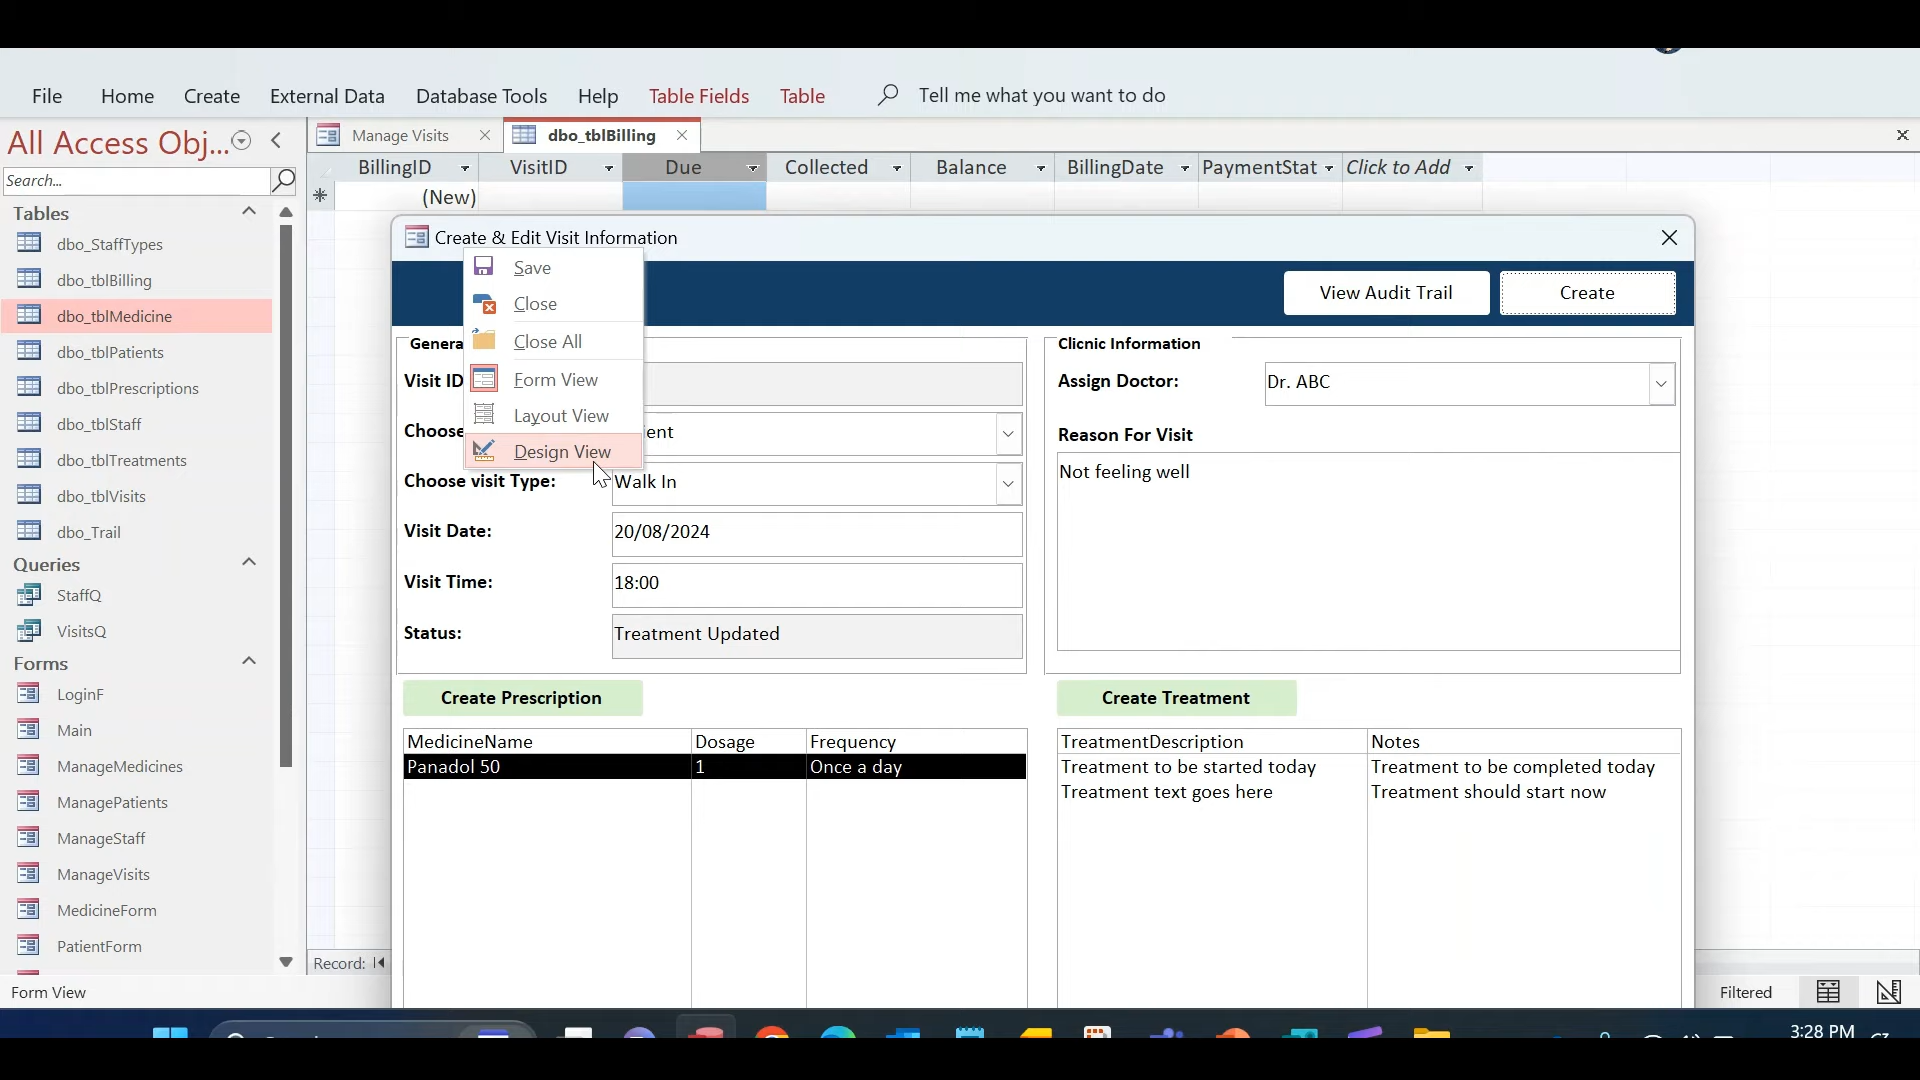 File Home Create External Data Database Tools Help Table Fields Table Tell me what you want to do
All Access Obj...
Search...
Tables
dbo_StaffTypes
dbo_tblBilling
dbo_tblMedicine
dbo_tblPatients
dbo_tblPrescriptions
dbo_tblStaff
dbo_tblTreatments
dbo_tblVisits
dbo_Trail
Queries
StaffQ
VisitsQ
Forms
LoginF
Main
ManageMedicines
ManagePatients
ManageStaff
ManageVisits
MedicineForm
PatientForm
Manage Visits dbo_tblBilling
BillingID VisitID Due Collected Balance BillingDate PaymentStat Click to Add
(New)
Create & Edit Visit Information
View Audit Trail Create
Save
Close
Close All
Form View
Layout View
Design View
Genera
Visit ID
Choose ient
Choose visit Type: Walk In
Visit Date: 20/08/2024
Visit Time: 18:00
Status: Treatment Updated
Clicnic Information
Assign Doctor: Dr. ABC
Reason For Visit
Not feeling well
Create Prescription
MedicineName Dosage Frequency
Panadol 50 1 Once a day
Create Treatment
TreatmentDescription Notes
Treatment to be started today Treatment to be completed today
Treatment text goes here Treatment should start now
Record:
Form View Filtered
3:28 PM